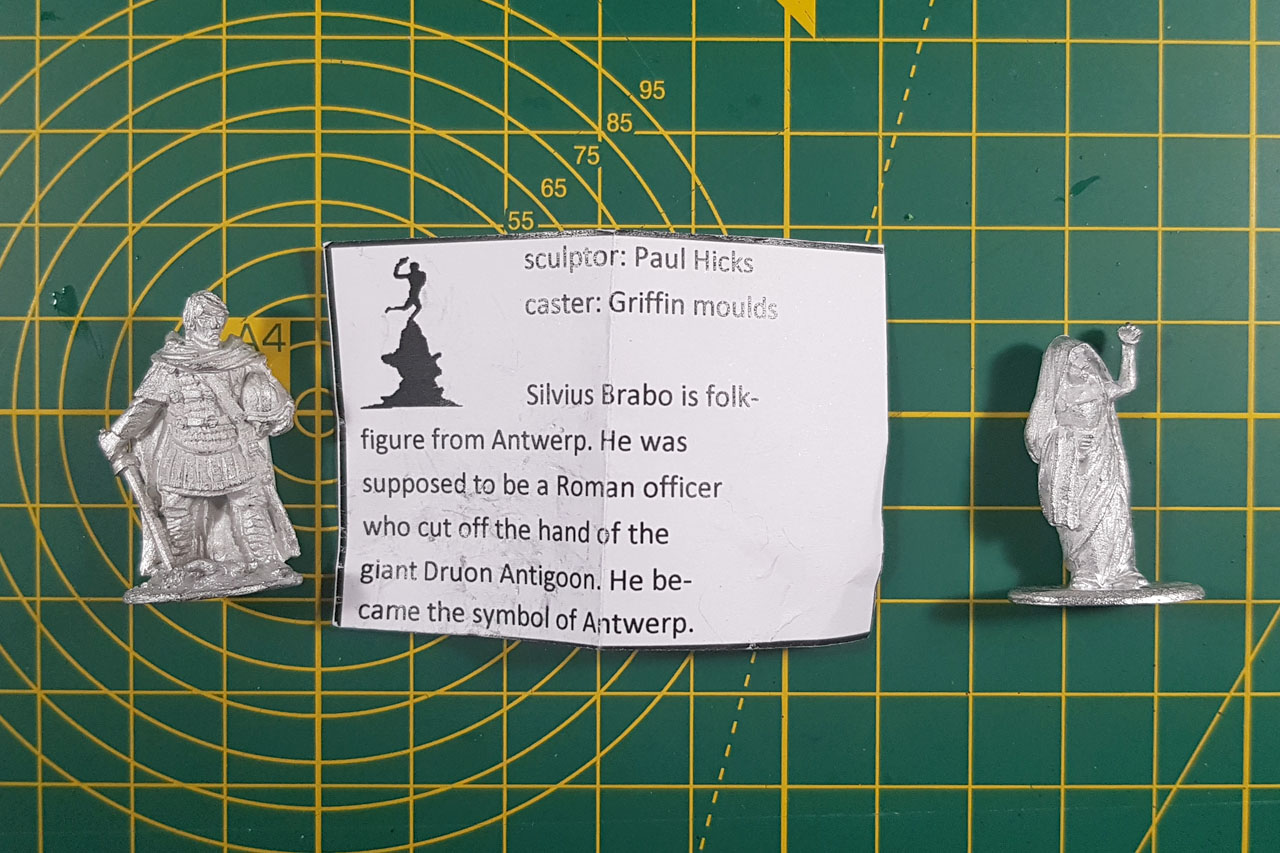 95
85
75
65
55
A4
sculptor: Paul Hicks
caster: Griffin moulds
Silvius Brabo is folk-
figure from Antwerp. He was
supposed to be a Roman officer
who cut off the hand of the
giant Druon Antigoon. He be-
came the symbol of Antwerp.